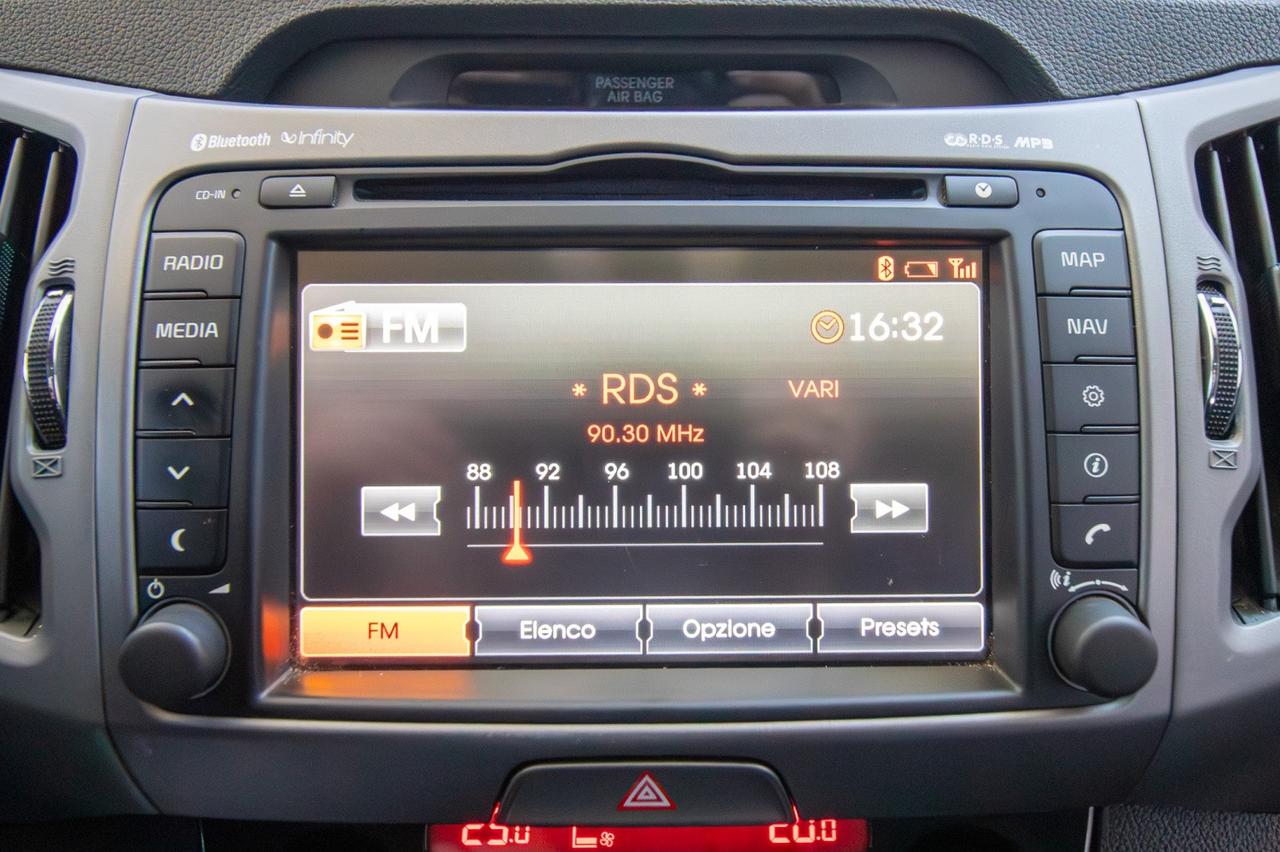 PASSENGER
AIR BAG
Bluetooth Infinity
R·D·S MP3
CD-IN
RADIO
MAP
MEDIA
NAV
FM
16:32
* RDS *
VARI
90.30 MHz
88 92 96 100 104 108
FM Elenco Opzione Presets